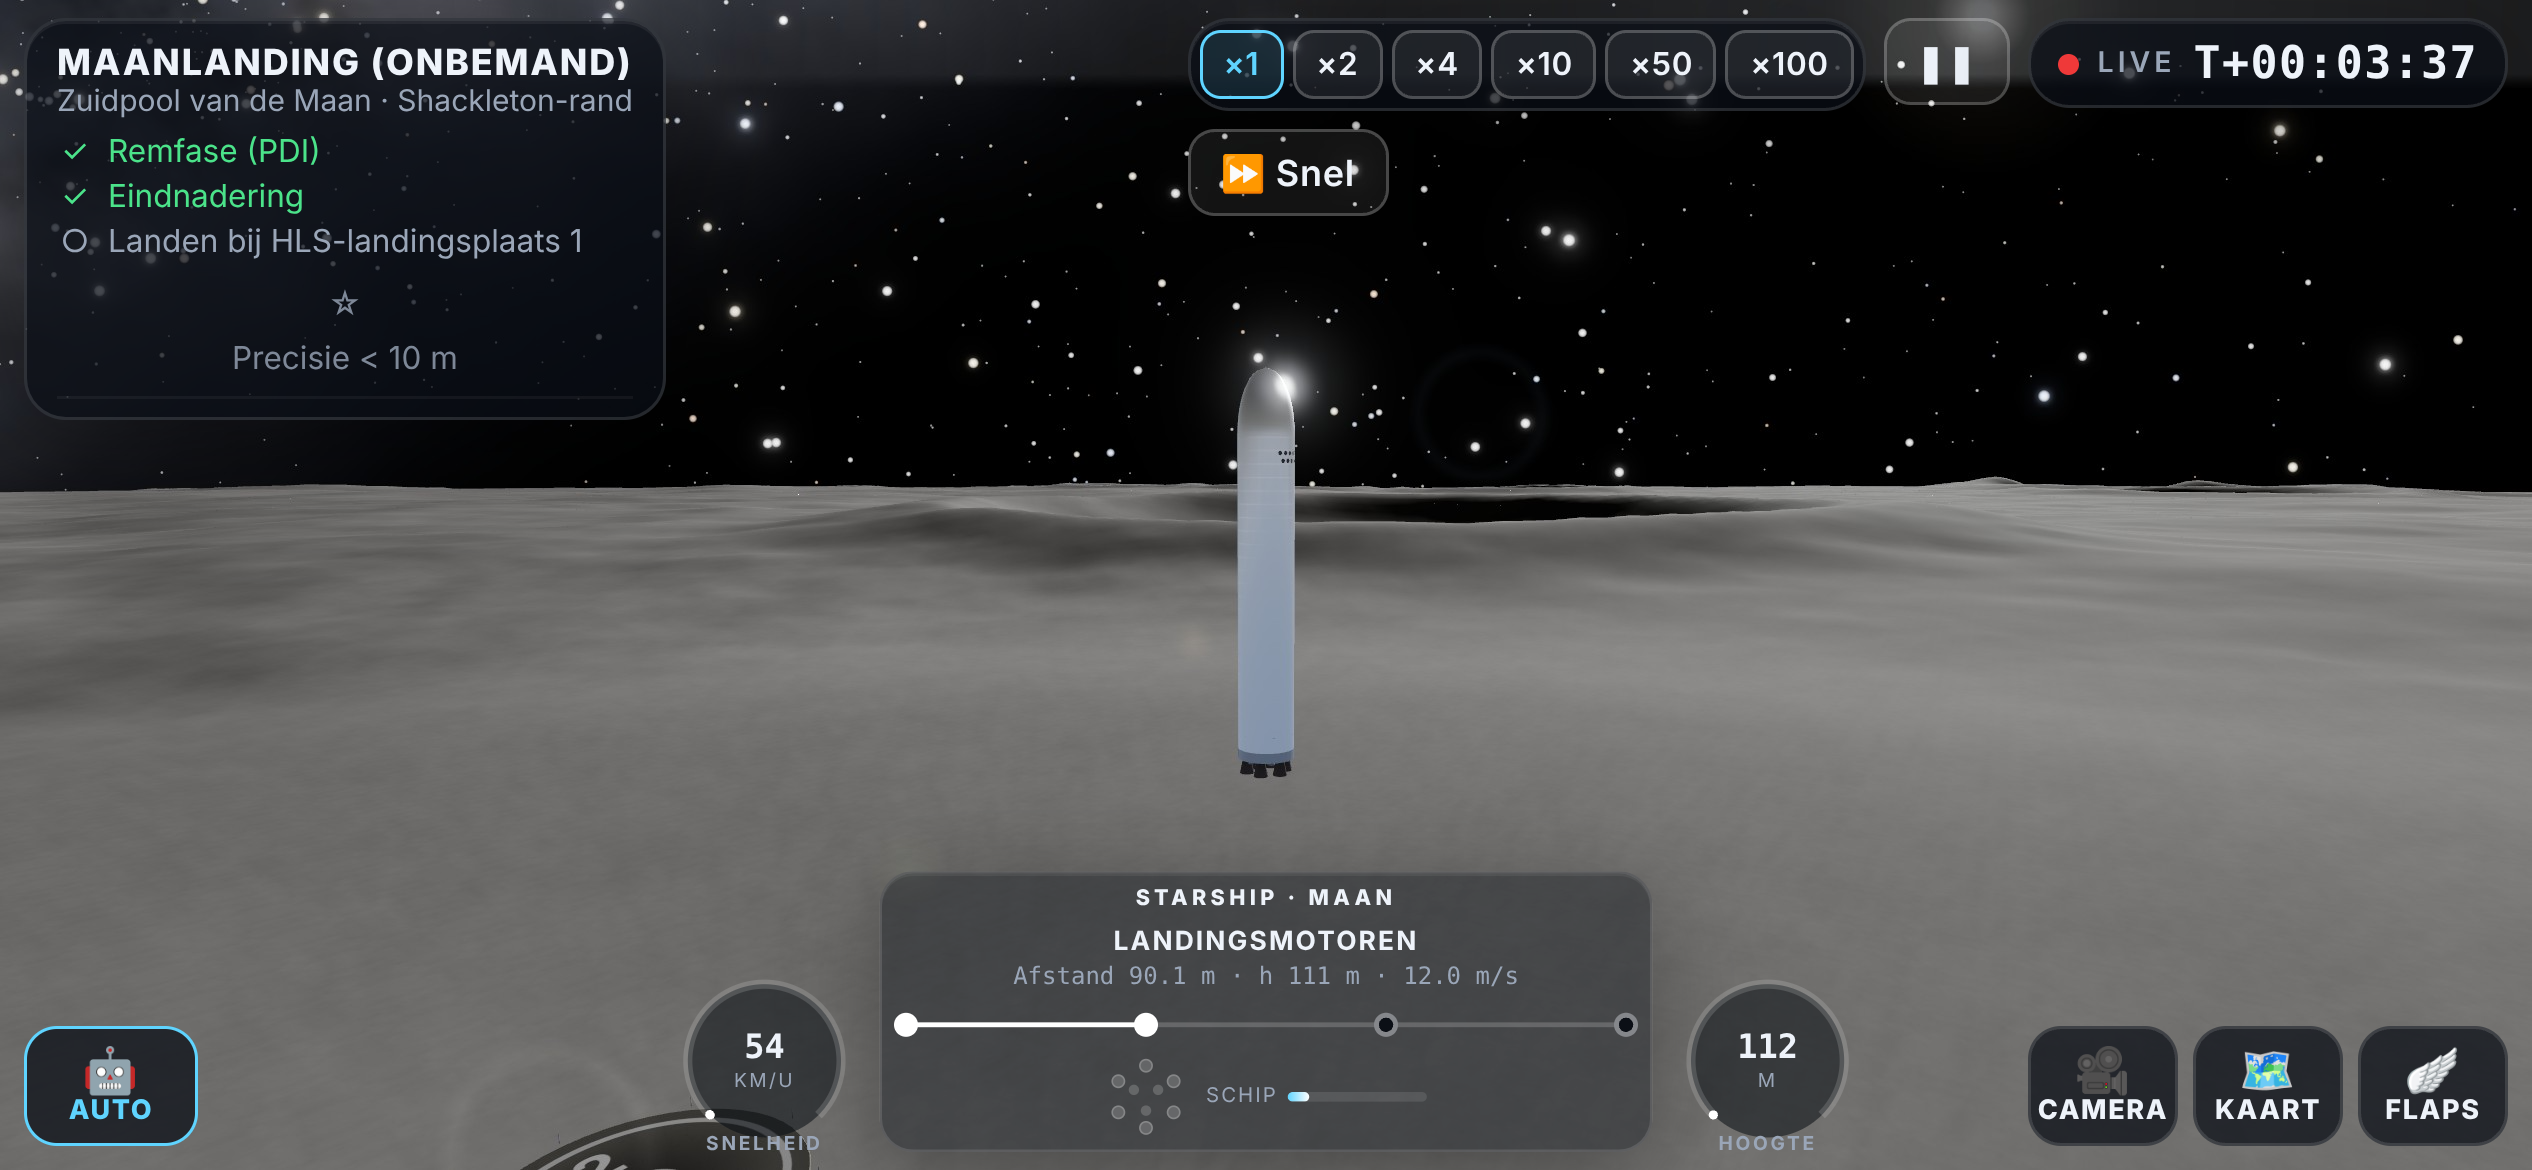 MAANLANDING (ONBEMAND)
Zuidpool van de Maan · Shackleton-rand
✓ Remfase (PDI)
✓ Eindnadering
○ Landen bij HLS-landingsplaats 1
☆
Precisie < 10 m
×1 ×2 ×4 ×10 ×50 ×100
LIVE T+00:03:37
⏩ Snel
STARSHIP · MAAN
LANDINGSMOTOREN
Afstand 90.1 m · h 111 m · 12.0 m/s
54
KM/U
SNELHEID
SCHIP
112
M
HOOGTE
AUTO
CAMERA
KAART
FLAPS